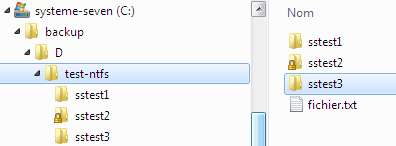 systeme-seven (C:)
backup
D
test-ntfs
sstest1
sstest2
sstest3
Nom
sstest1
sstest2
sstest3
fichier.txt